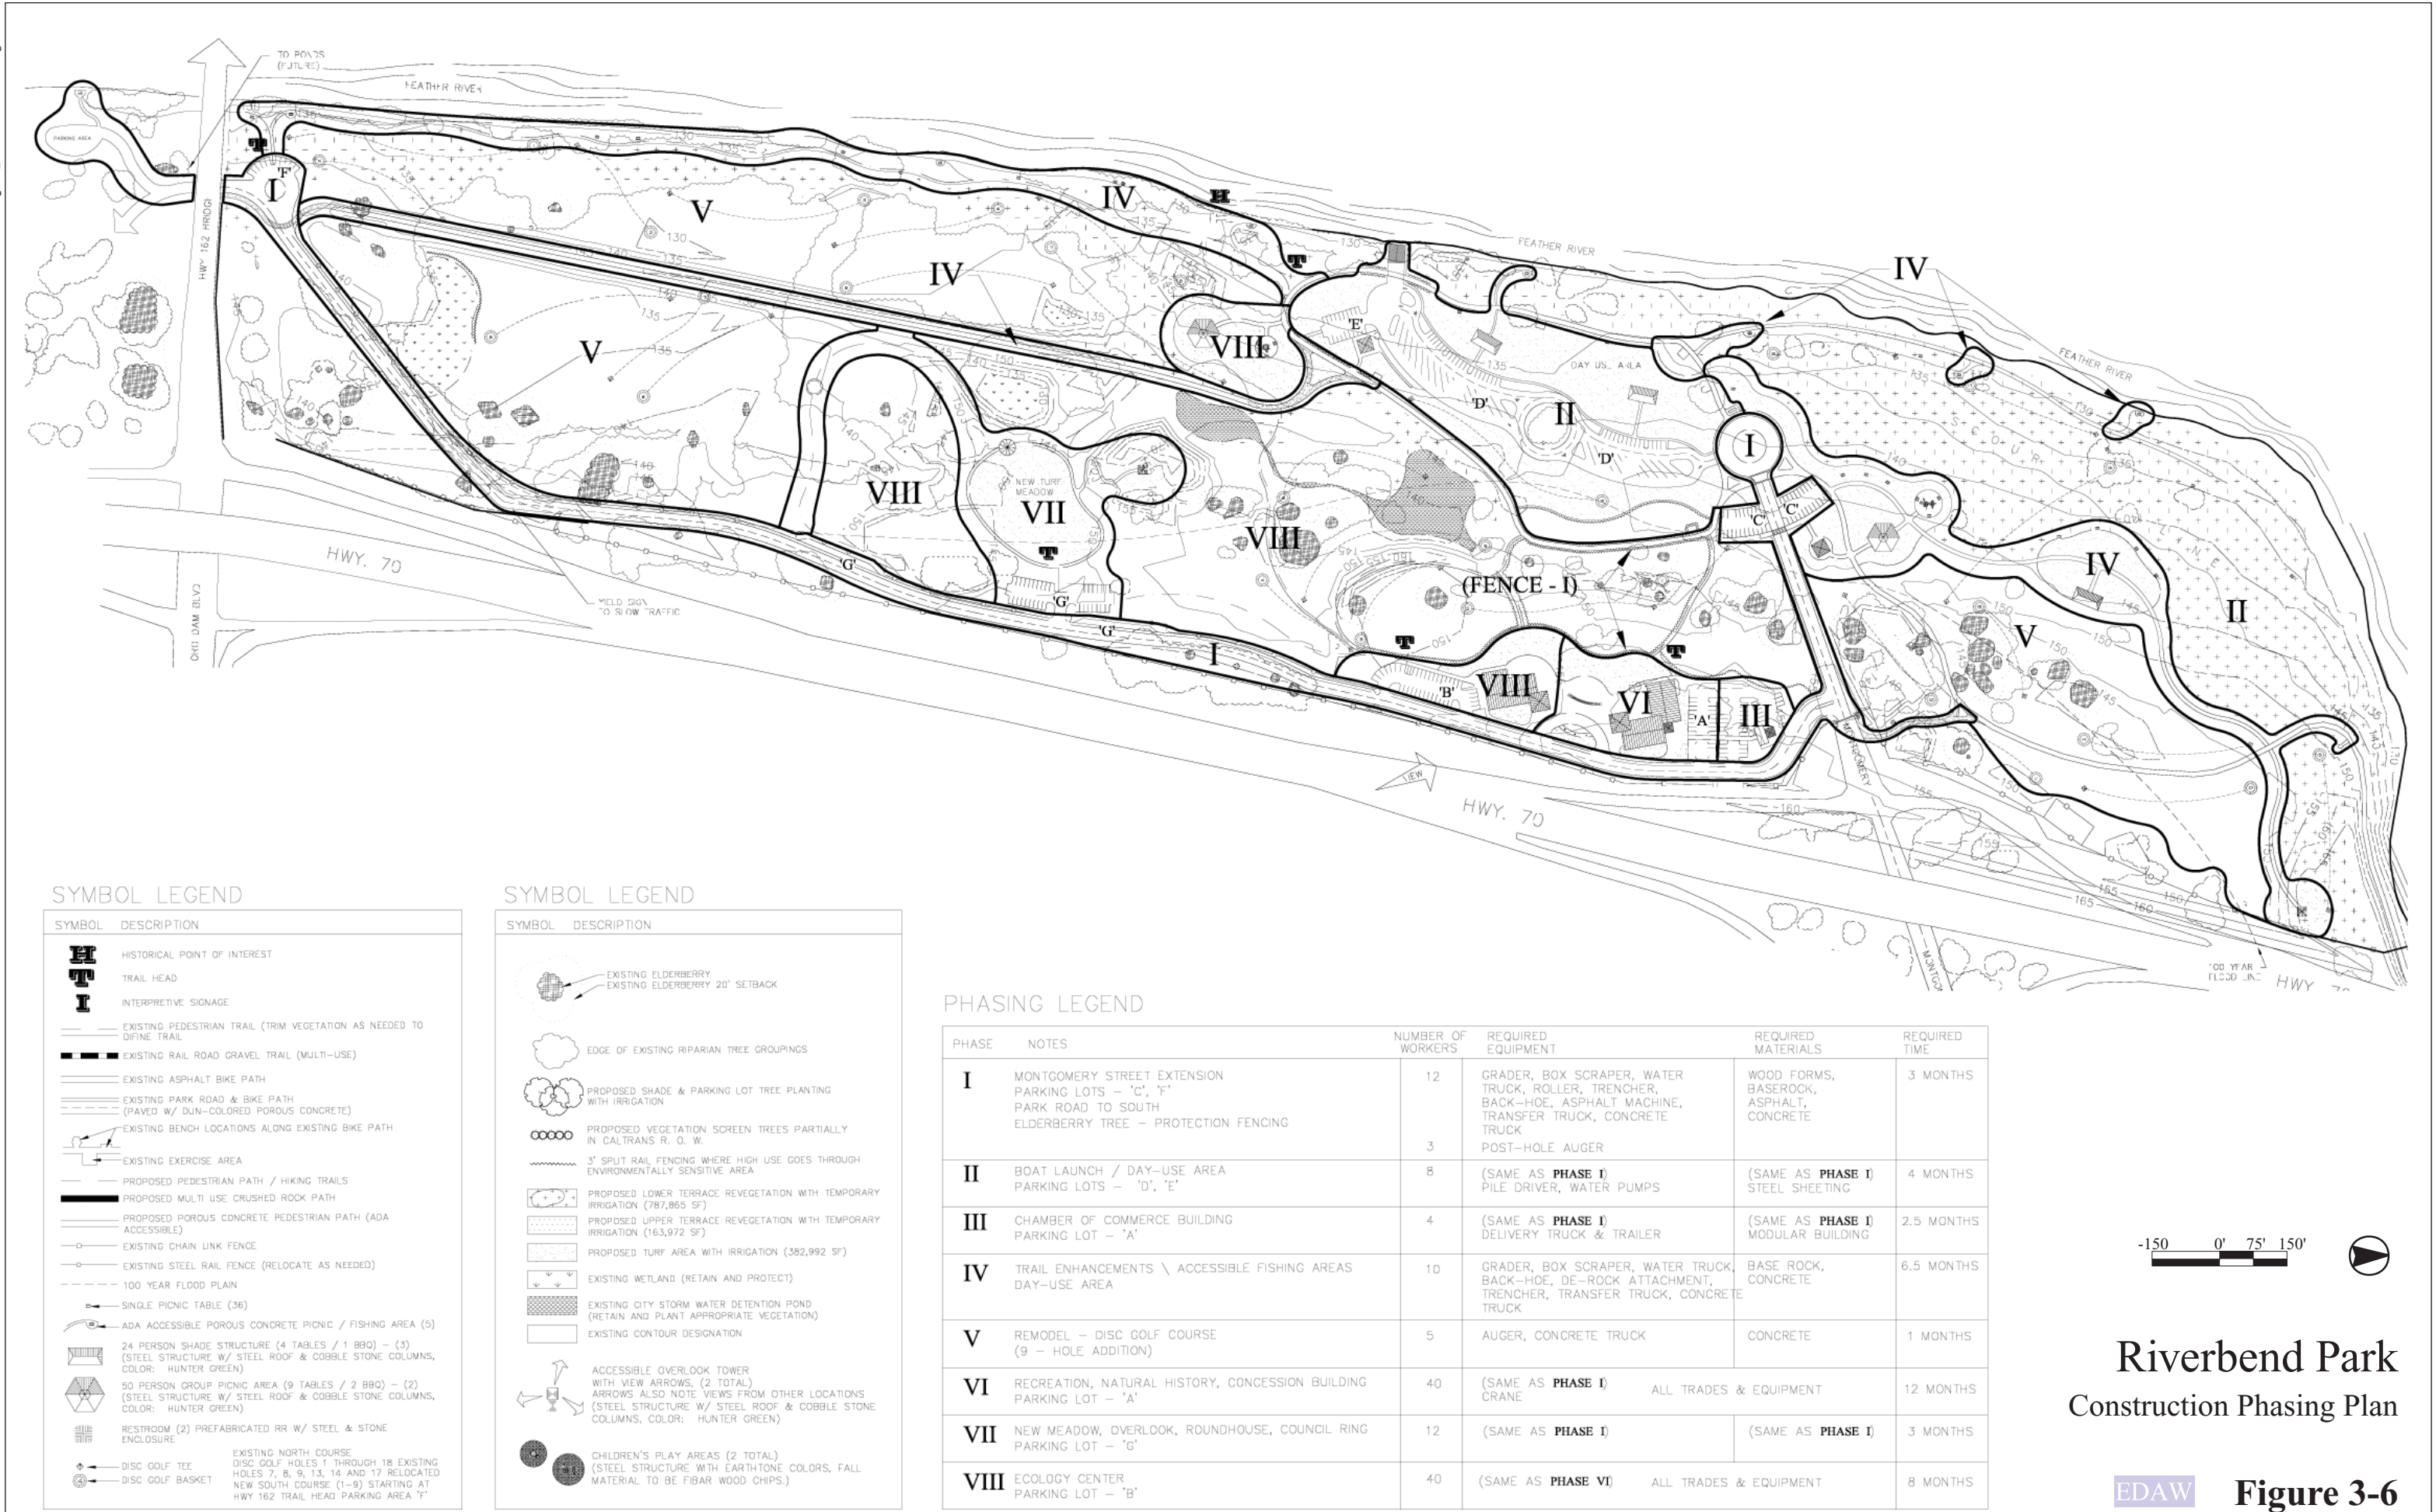 TO PONDS
(FUTURE)
FEATHER RIVER
PARKING AREA
HWY 162 BRIDGE
'F'
I
V
IV
H
T
130
135
IV
V
FEATHER RIVER
IV
FEATHER RIVER
VIII
'E'
DAY USE AREA
'D'
II
'D'
I
'C'
'C'
VIII
NEW TURF
MEADOW
VII
T
VIII
(FENCE - I)
IV
II
V
HWY. 70
ORO DAM BLVD
YIELD SIGN
TO SLOW TRAFFIC
'G'
'G'
'G'
I
T
T
'B'
VIII
VI
'A'
III
MONTGOMERY
VIEW
HWY. 70
100 YEAR
FLOOD LINE
HWY
SYMBOL LEGEND
SYMBOL DESCRIPTION
H HISTORICAL POINT OF INTEREST
T TRAIL HEAD
I INTERPRETIVE SIGNAGE
EXISTING PEDESTRIAN TRAIL (TRIM VEGETATION AS NEEDED TO
DIFINE TRAIL
EXISTING RAIL ROAD GRAVEL TRAIL (MULTI-USE)
EXISTING ASPHALT BIKE PATH
EXISTING PARK ROAD & BIKE PATH
(PAVED W/ DUN-COLORED POROUS CONCRETE)
EXISTING BENCH LOCATIONS ALONG EXISTING BIKE PATH
EXISTING EXERCISE AREA
PROPOSED PEDESTRIAN PATH / HIKING TRAILS
PROPOSED MULTI USE CRUSHED ROCK PATH
PROPOSED POROUS CONCRETE PEDESTRIAN PATH (ADA
ACCESSIBLE)
EXISTING CHAIN LINK FENCE
EXISTING STEEL RAIL FENCE (RELOCATE AS NEEDED)
100 YEAR FLOOD PLAIN
SINGLE PICNIC TABLE (36)
ADA ACCESSIBLE POROUS CONCRETE PICNIC / FISHING AREA (5)
24 PERSON SHADE STRUCTURE (4 TABLES / 1 BBQ) - (3)
(STEEL STRUCTURE W/ STEEL ROOF & COBBLE STONE COLUMNS,
COLOR: HUNTER GREEN)
50 PERSON GROUP PICNIC AREA (9 TABLES / 2 BBQ) - (2)
(STEEL STRUCTURE W/ STEEL ROOF & COBBLE STONE COLUMNS,
COLOR: HUNTER GREEN)
RESTROOM (2) PREFABRICATED RR W/ STEEL & STONE
ENCLOSURE
DISC GOLF TEE
DISC GOLF BASKET
EXISTING NORTH COURSE
DISC GOLF HOLES 1 THROUGH 18 EXISTING
HOLES 7, 8, 9, 13, 14 AND 17 RELOCATED
NEW SOUTH COURSE (1-9) STARTING AT
HWY 162 TRAIL HEAD PARKING AREA 'F'
SYMBOL LEGEND
SYMBOL DESCRIPTION
EXISTING ELDERBERRY
EXISTING ELDERBERRY 20' SETBACK
EDGE OF EXISTING RIPARIAN TREE GROUPINGS
PROPOSED SHADE & PARKING LOT TREE PLANTING
WITH IRRIGATION
PROPOSED VEGETATION SCREEN TREES PARTIALLY
IN CALTRANS R. O. W.
3' SPLIT RAIL FENCING WHERE HIGH USE GOES THROUGH
ENVIRONMENTALLY SENSITIVE AREA
PROPOSED LOWER TERRACE REVEGETATION WITH TEMPORARY
IRRIGATION (787,865 SF)
PROPOSED UPPER TERRACE REVEGETATION WITH TEMPORARY
IRRIGATION (163,972 SF)
PROPOSED TURF AREA WITH IRRIGATION (382,992 SF)
EXISTING WETLAND (RETAIN AND PROTECT)
EXISTING CITY STORM WATER DETENTION POND
(RETAIN AND PLANT APPROPRIATE VEGETATION)
EXISTING CONTOUR DESIGNATION
ACCESSIBLE OVERLOOK TOWER
WITH VIEW ARROWS, (2 TOTAL)
ARROWS ALSO NOTE VIEWS FROM OTHER LOCATIONS
(STEEL STRUCTURE W/ STEEL ROOF & COBBLE STONE
COLUMNS, COLOR: HUNTER GREEN)
CHILDREN'S PLAY AREAS (2 TOTAL)
(STEEL STRUCTURE WITH EARTHTONE COLORS, FALL
MATERIAL TO BE FIBAR WOOD CHIPS.)
PHASING LEGEND
PHASE NOTES NUMBER OF WORKERS REQUIRED EQUIPMENT REQUIRED MATERIALS REQUIRED TIME
I MONTGOMERY STREET EXTENSION 12 GRADER, BOX SCRAPER, WATER WOOD FORMS, 3 MONTHS
PARKING LOTS - 'C', 'F' TRUCK, ROLLER, TRENCHER, BASEROCK,
PARK ROAD TO SOUTH BACK-HOE, ASPHALT MACHINE, ASPHALT,
ELDERBERRY TREE - PROTECTION FENCING TRANSFER TRUCK, CONCRETE CONCRETE
TRUCK
3 POST-HOLE AUGER
II BOAT LAUNCH / DAY-USE AREA 8 (SAME AS PHASE I) (SAME AS PHASE I) 4 MONTHS
PARKING LOTS - 'D', 'E' PILE DRIVER, WATER PUMPS STEEL SHEETING
III CHAMBER OF COMMERCE BUILDING 4 (SAME AS PHASE I) (SAME AS PHASE I) 2.5 MONTHS
PARKING LOT - 'A' DELIVERY TRUCK & TRAILER MODULAR BUILDING
IV TRAIL ENHANCEMENTS \ ACCESSIBLE FISHING AREAS 10 GRADER, BOX SCRAPER, WATER TRUCK, BASE ROCK, 6.5 MONTHS
DAY-USE AREA BACK-HOE, DE-ROCK ATTACHMENT, CONCRETE
TRENCHER, TRANSFER TRUCK, CONCRETE
TRUCK
V REMODEL - DISC GOLF COURSE 5 AUGER, CONCRETE TRUCK CONCRETE 1 MONTHS
(9 - HOLE ADDITION)
VI RECREATION, NATURAL HISTORY, CONCESSION BUILDING 40 (SAME AS PHASE I) ALL TRADES & EQUIPMENT 12 MONTHS
PARKING LOT - 'A' CRANE
VII NEW MEADOW, OVERLOOK, ROUNDHOUSE, COUNCIL RING 12 (SAME AS PHASE I) (SAME AS PHASE I) 3 MONTHS
PARKING LOT - 'G'
VIII ECOLOGY CENTER 40 (SAME AS PHASE VI) ALL TRADES & EQUIPMENT 8 MONTHS
PARKING LOT - 'B'
-150 0' 75' 150'
Riverbend Park
Construction Phasing Plan
EDAW Figure 3-6